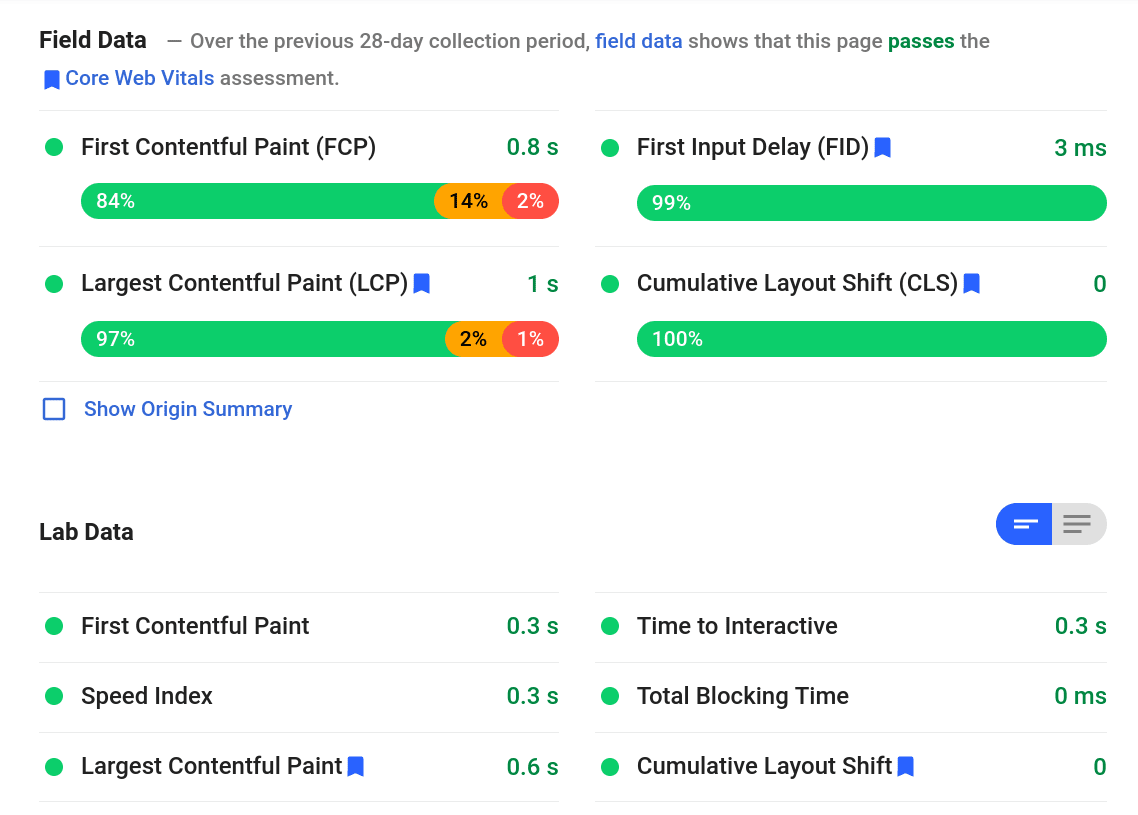 Field Data — Over the previous 28-day collection period, field data shows that this page passes the
Core Web Vitals assessment.
First Contentful Paint (FCP) 0.8 s
84% 14% 2%
First Input Delay (FID) 3 ms
99%
Largest Contentful Paint (LCP) 1 s
97% 2% 1%
Cumulative Layout Shift (CLS) 0
100%
Show Origin Summary
Lab Data
First Contentful Paint 0.3 s
Time to Interactive 0.3 s
Speed Index 0.3 s
Total Blocking Time 0 ms
Largest Contentful Paint 0.6 s
Cumulative Layout Shift 0